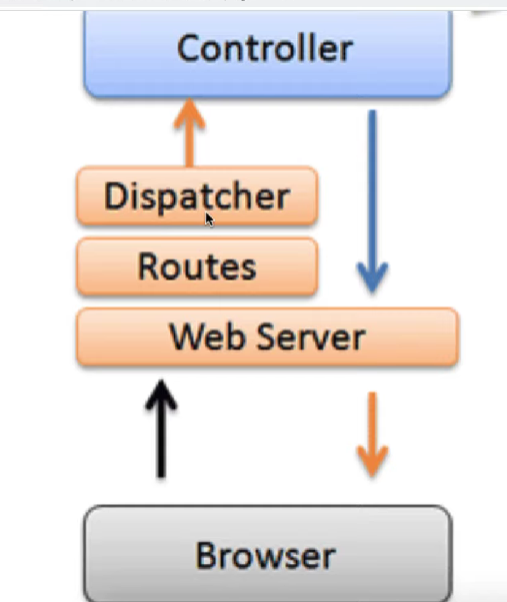 Controller
Dispatcher
Routes
Web Server
Browser